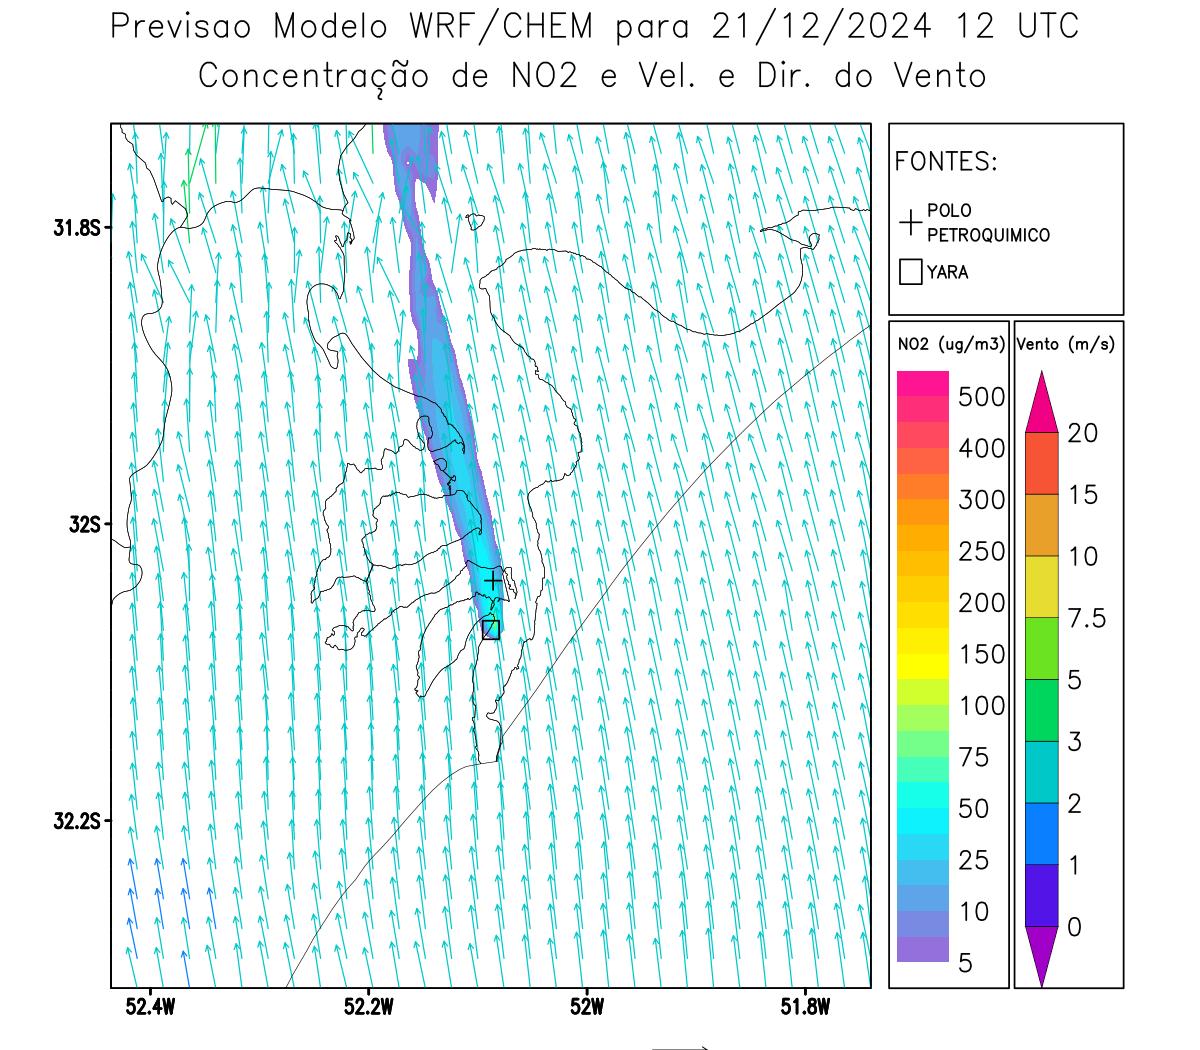 Previsao Modelo WRF/CHEM para 21/12/2024 12 UTC
Concentração de NO2 e Vel. e Dir. do Vento
FONTES:
POLO
PETROQUIMICO
YARA
NO2 (ug/m3)
500
400
300
250
200
150
100
75
50
25
10
5
Vento (m/s)
20
15
10
7.5
5
3
2
1
0
31.8S
32S
32.2S
52.4W
52.2W
52W
51.8W